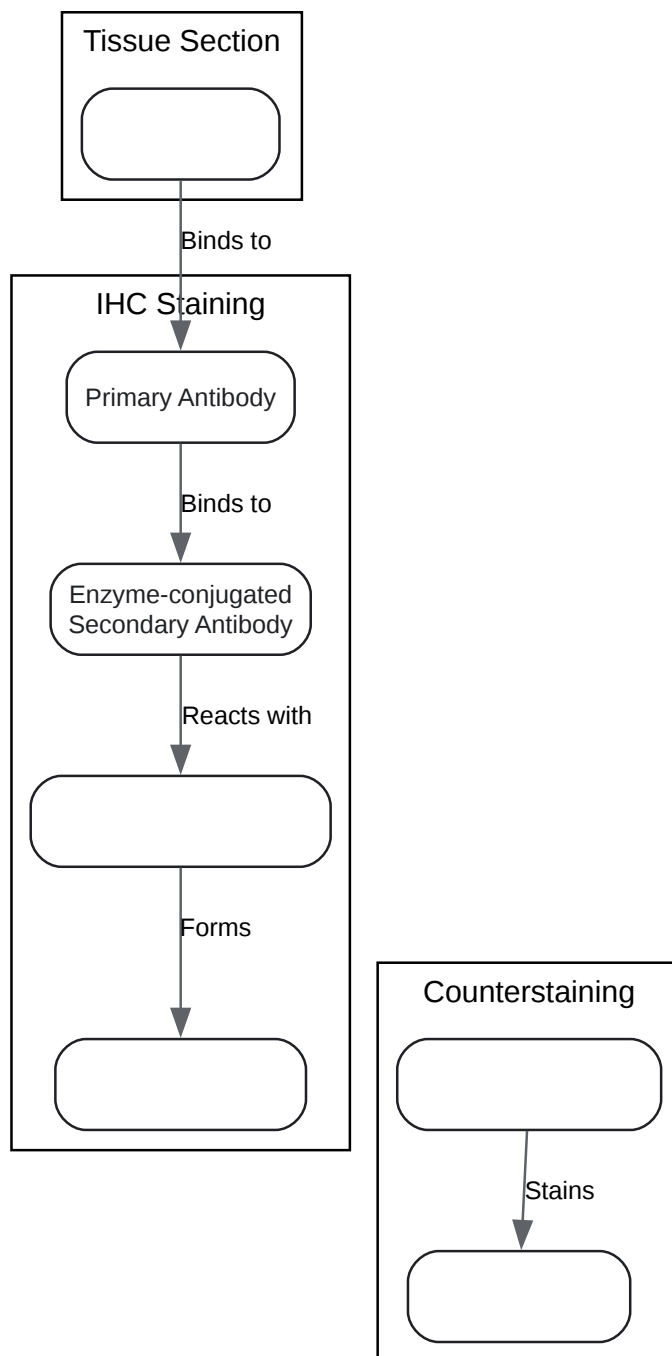 Tissue Section
Binds to
IHC Staining
Primary Antibody
Binds to
Enzyme-conjugated
Secondary Antibody
Reacts with
Forms
Counterstaining
Stains